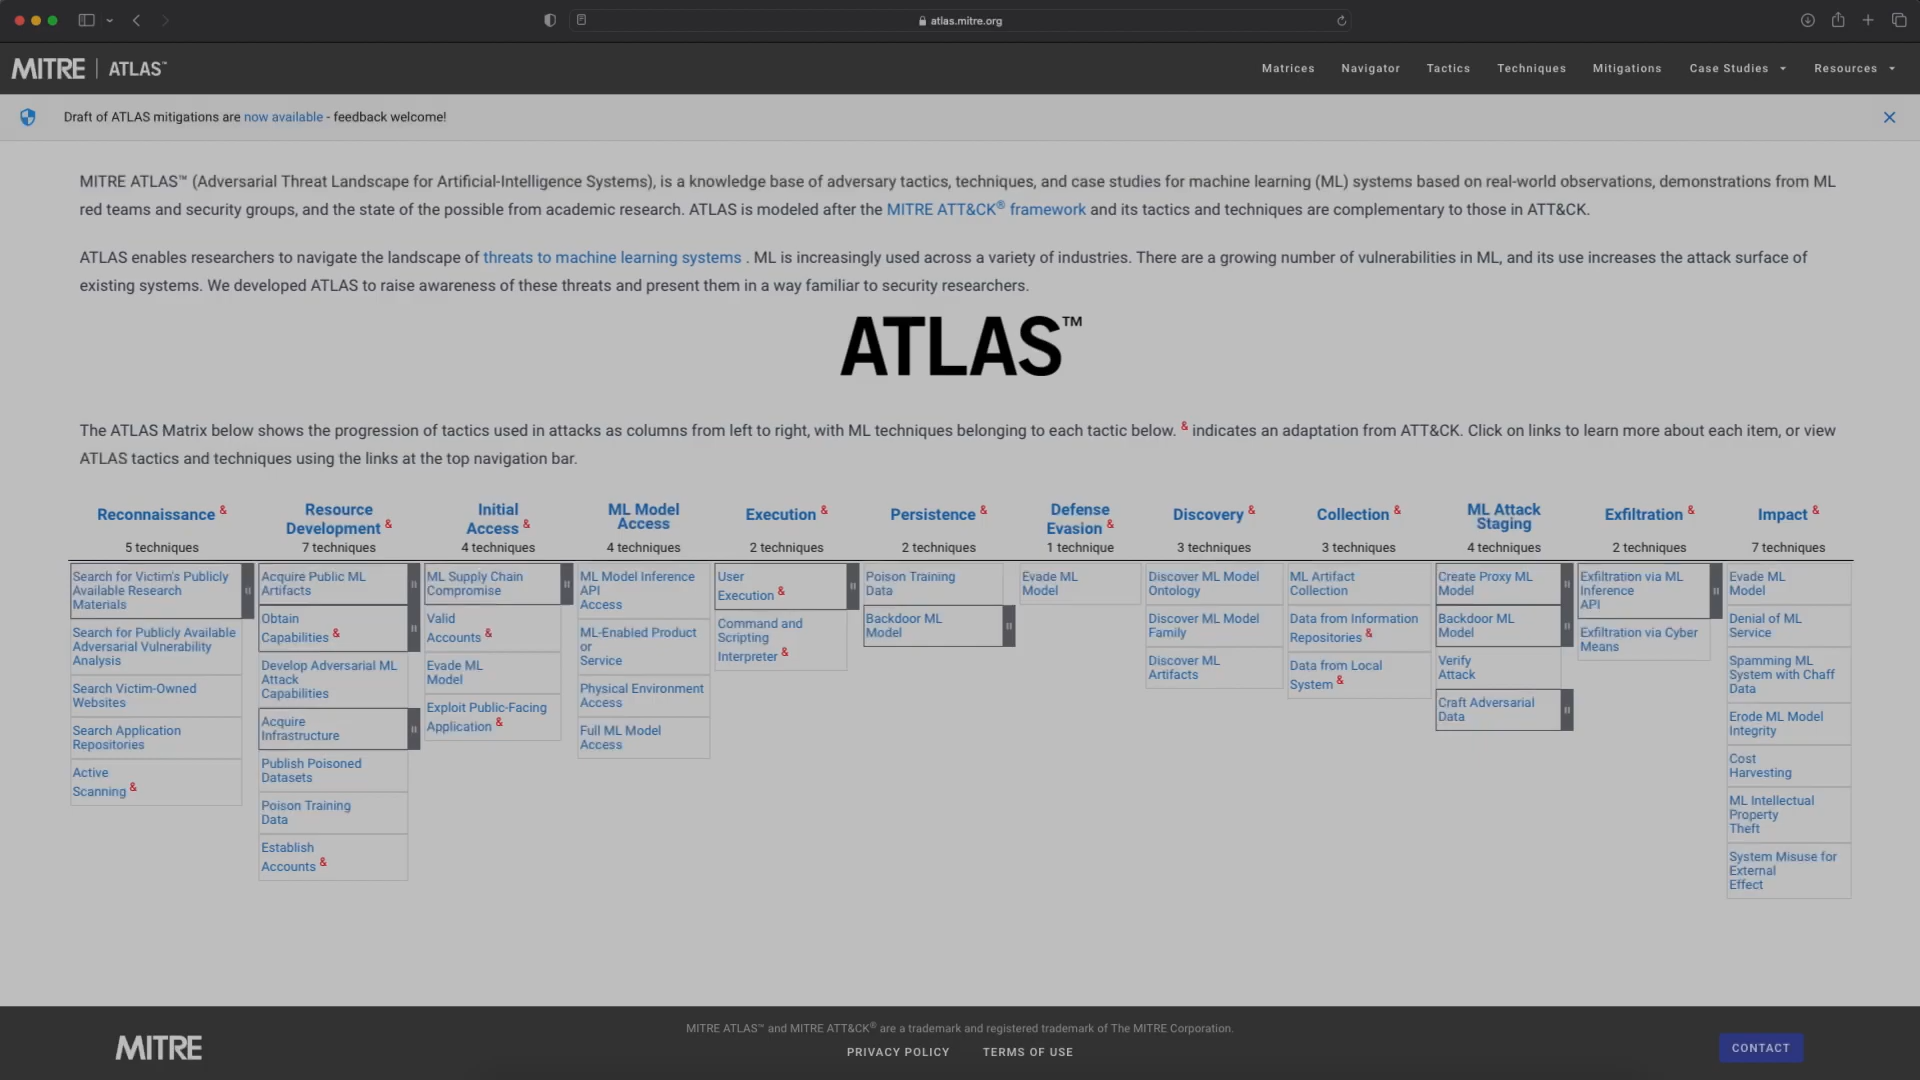 atlas.mitre.org
MITRE | ATLAS™
Matrices Navigator Tactics Techniques Mitigations Case Studies Resources
Draft of ATLAS mitigations are now available - feedback welcome!
MITRE ATLAS™ (Adversarial Threat Landscape for Artificial-Intelligence Systems), is a knowledge base of adversary tactics, techniques, and case studies for machine learning (ML) systems based on real-world observations, demonstrations from ML
red teams and security groups, and the state of the possible from academic research. ATLAS is modeled after the MITRE ATT&CK® framework and its tactics and techniques are complementary to those in ATT&CK.
ATLAS enables researchers to navigate the landscape of threats to machine learning systems . ML is increasingly used across a variety of industries. There are a growing number of vulnerabilities in ML, and its use increases the attack surface of
existing systems. We developed ATLAS to raise awareness of these threats and present them in a way familiar to security researchers.
ATLAS™
The ATLAS Matrix below shows the progression of tactics used in attacks as columns from left to right, with ML techniques belonging to each tactic below. & indicates an adaptation from ATT&CK. Click on links to learn more about each item, or view
ATLAS tactics and techniques using the links at the top navigation bar.
Reconnaissance &
5 techniques
Search for Victim's Publicly
Available Research
Materials
Search for Publicly Available
Adversarial Vulnerability
Analysis
Search Victim-Owned
Websites
Search Application
Repositories
Active
Scanning &
Resource
Development &
7 techniques
Acquire Public ML
Artifacts
Obtain
Capabilities &
Develop Adversarial ML
Attack
Capabilities
Acquire
Infrastructure
Publish Poisoned
Datasets
Poison Training
Data
Establish
Accounts &
Initial
Access &
4 techniques
ML Supply Chain
Compromise
Valid
Accounts &
Evade ML
Model
Exploit Public-Facing
Application &
ML Model
Access
4 techniques
ML Model Inference
API
Access
ML-Enabled Product
or
Service
Physical Environment
Access
Full ML Model
Access
Execution &
2 techniques
User
Execution &
Command and
Scripting
Interpreter &
Persistence &
2 techniques
Poison Training
Data
Backdoor ML
Model
Defense
Evasion &
1 technique
Evade ML
Model
Discovery &
3 techniques
Discover ML Model
Ontology
Discover ML Model
Family
Discover ML
Artifacts
Collection &
3 techniques
ML Artifact
Collection
Data from Information
Repositories &
Data from Local
System &
ML Attack
Staging
4 techniques
Create Proxy ML
Model
Backdoor ML
Model
Verify
Attack
Craft Adversarial
Data
Exfiltration &
2 techniques
Exfiltration via ML
Inference
API
Exfiltration via Cyber
Means
Impact &
7 techniques
Evade ML
Model
Denial of ML
Service
Spamming ML
System with Chaff
Data
Erode ML Model
Integrity
Cost
Harvesting
ML Intellectual
Property
Theft
System Misuse for
External
Effect
MITRE
MITRE ATLAS™ and MITRE ATT&CK® are a trademark and registered trademark of The MITRE Corporation.
PRIVACY POLICY TERMS OF USE
CONTACT